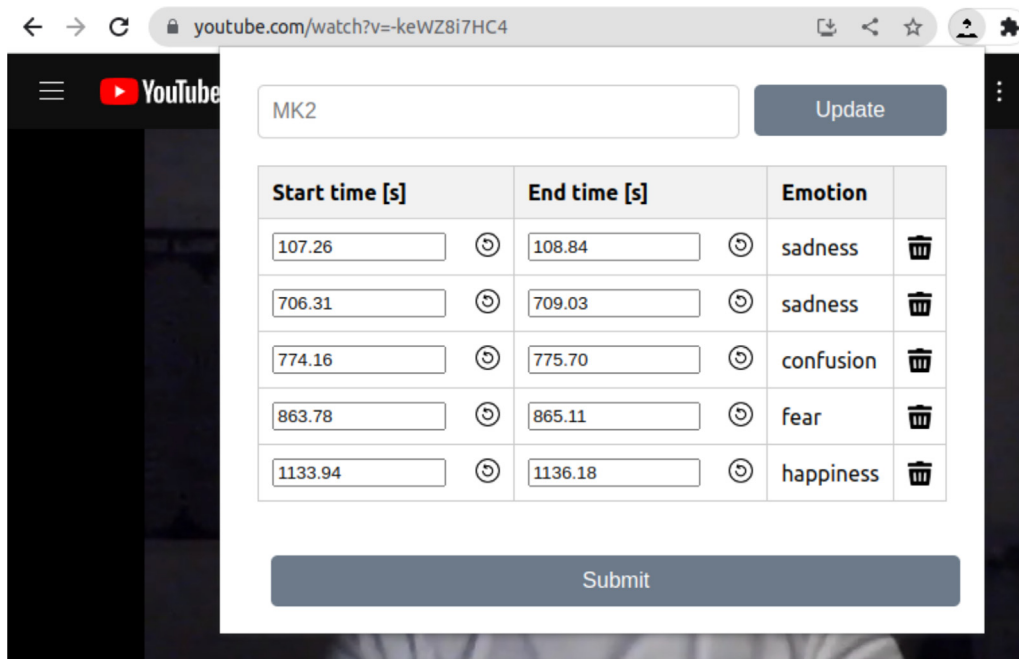 youtube.com/watch?v=-keWZ8i7HC4
YouTube
MK2 Update
Start time [s] End time [s] Emotion
107.26 108.84 sadness
706.31 709.03 sadness
774.16 775.70 confusion
863.78 865.11 fear
1133.94 1136.18 happiness
Submit